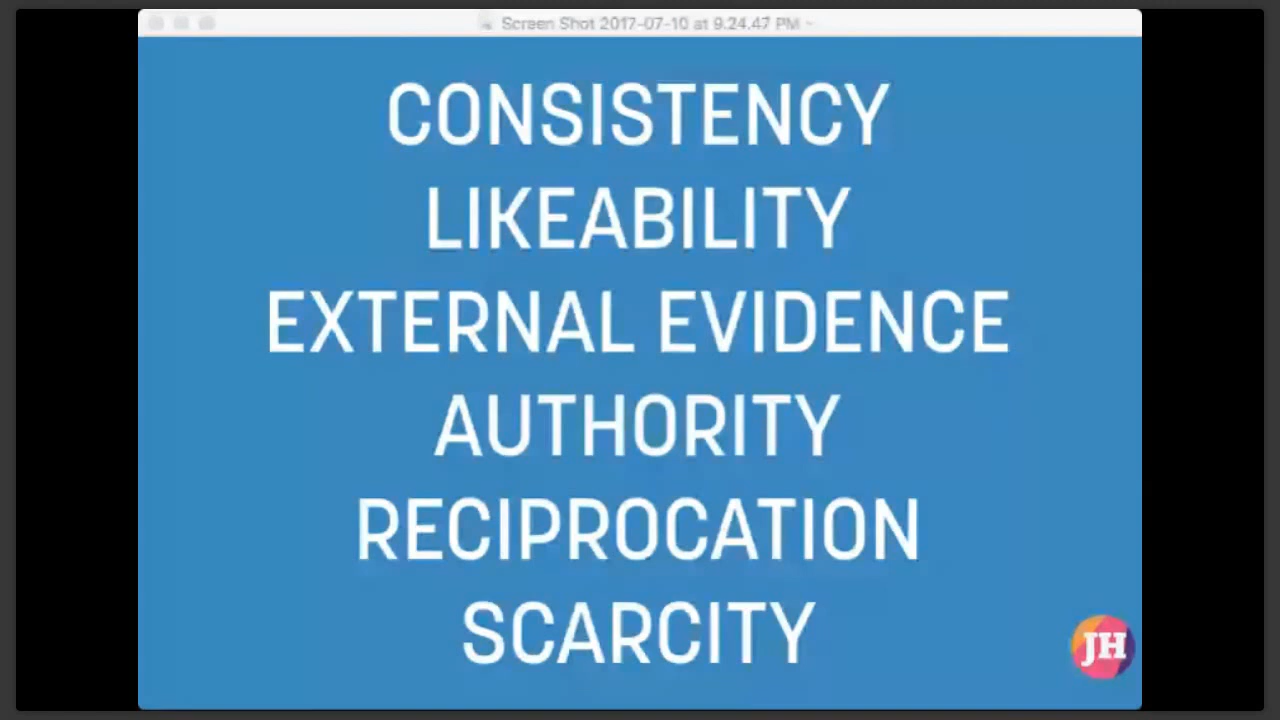 Screen Shot 2017-07-10 at 9.24.47 PM
CONSISTENCY
LIKEABILITY
EXTERNAL EVIDENCE
AUTHORITY
RECIPROCATION
SCARCITY
JH